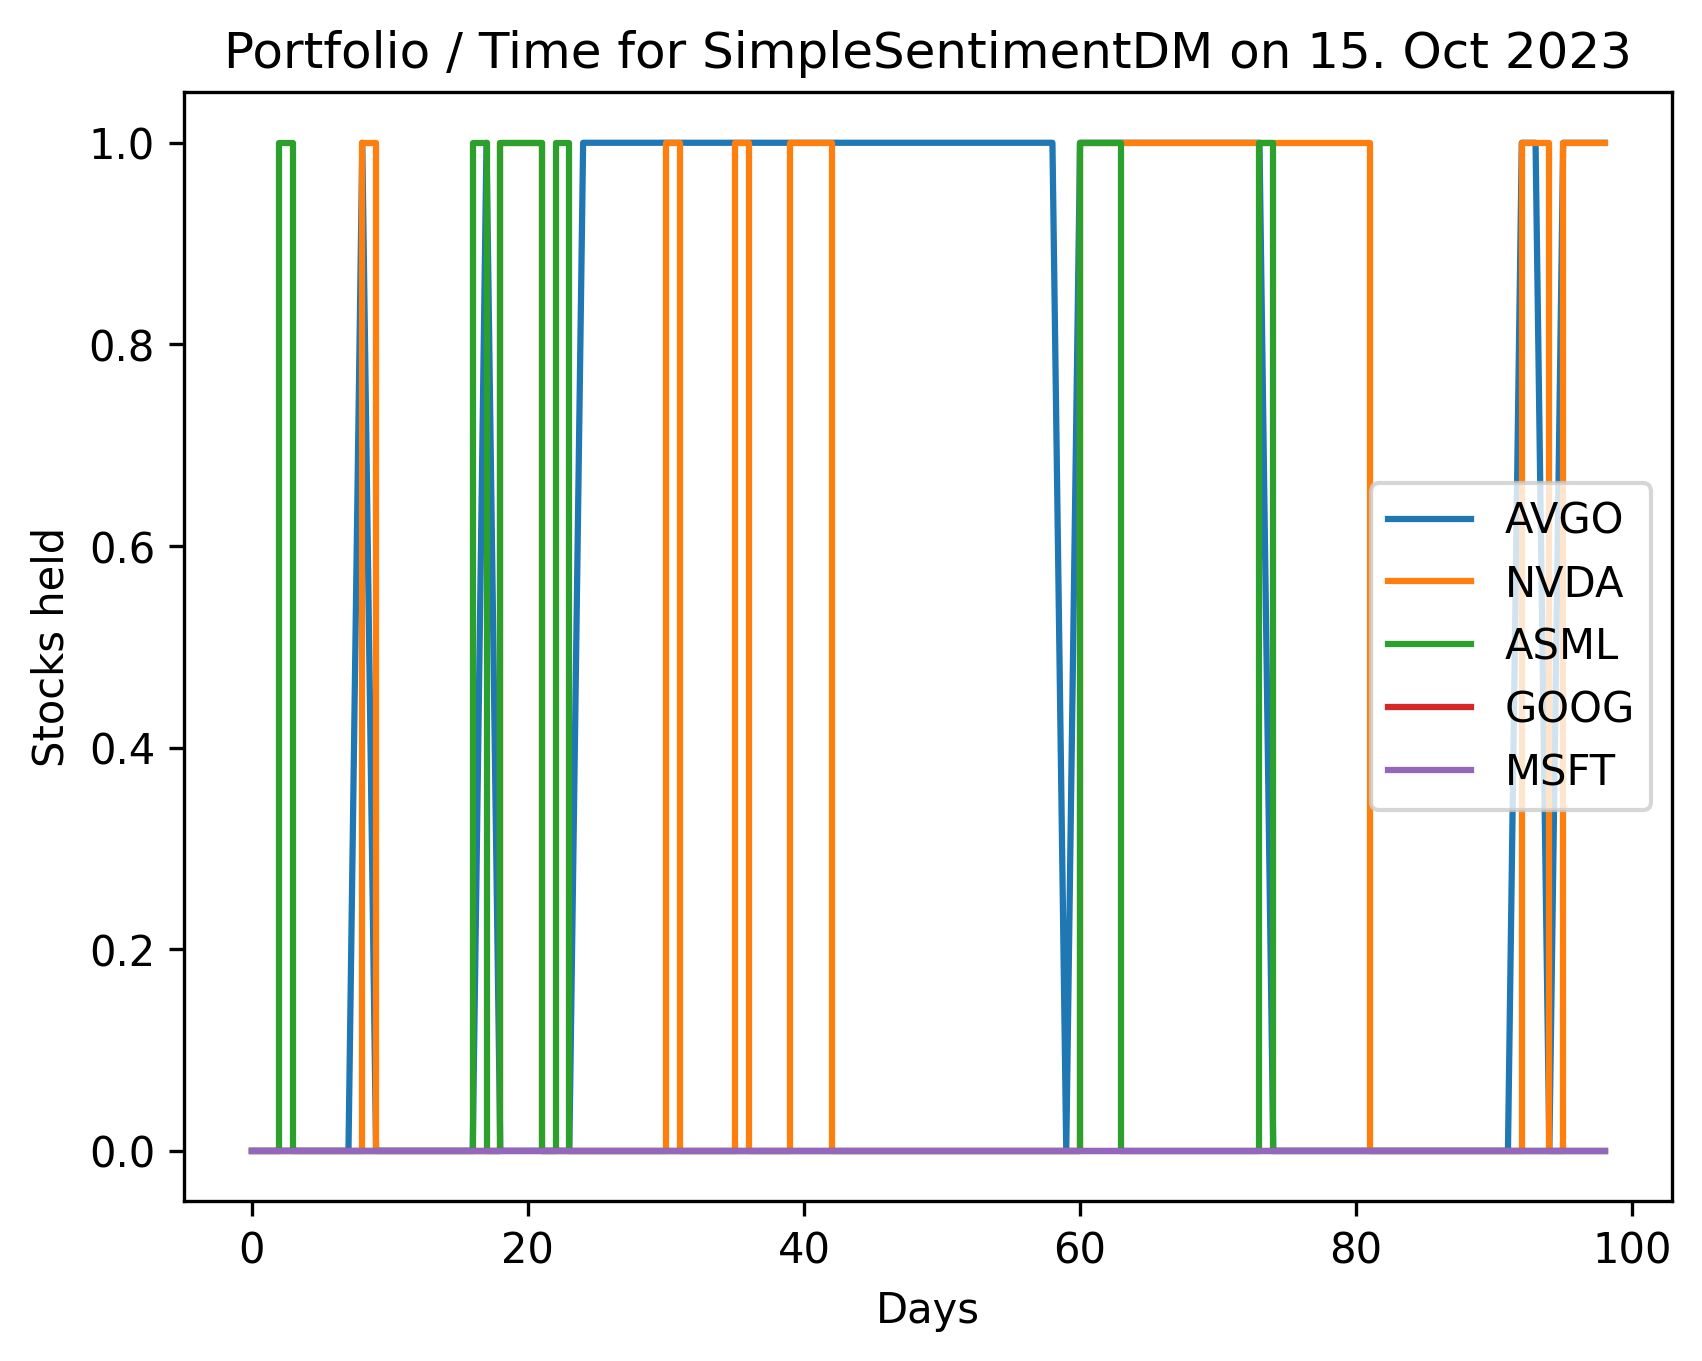 Portfolio / Time for SimpleSentimentDM on 15. Oct 2023
1.0
0.8
0.6
0.4
0.2
0.0
Stocks held
AVGO
NVDA
ASML
GOOG
MSFT
0 20 40 60 80 100
Days